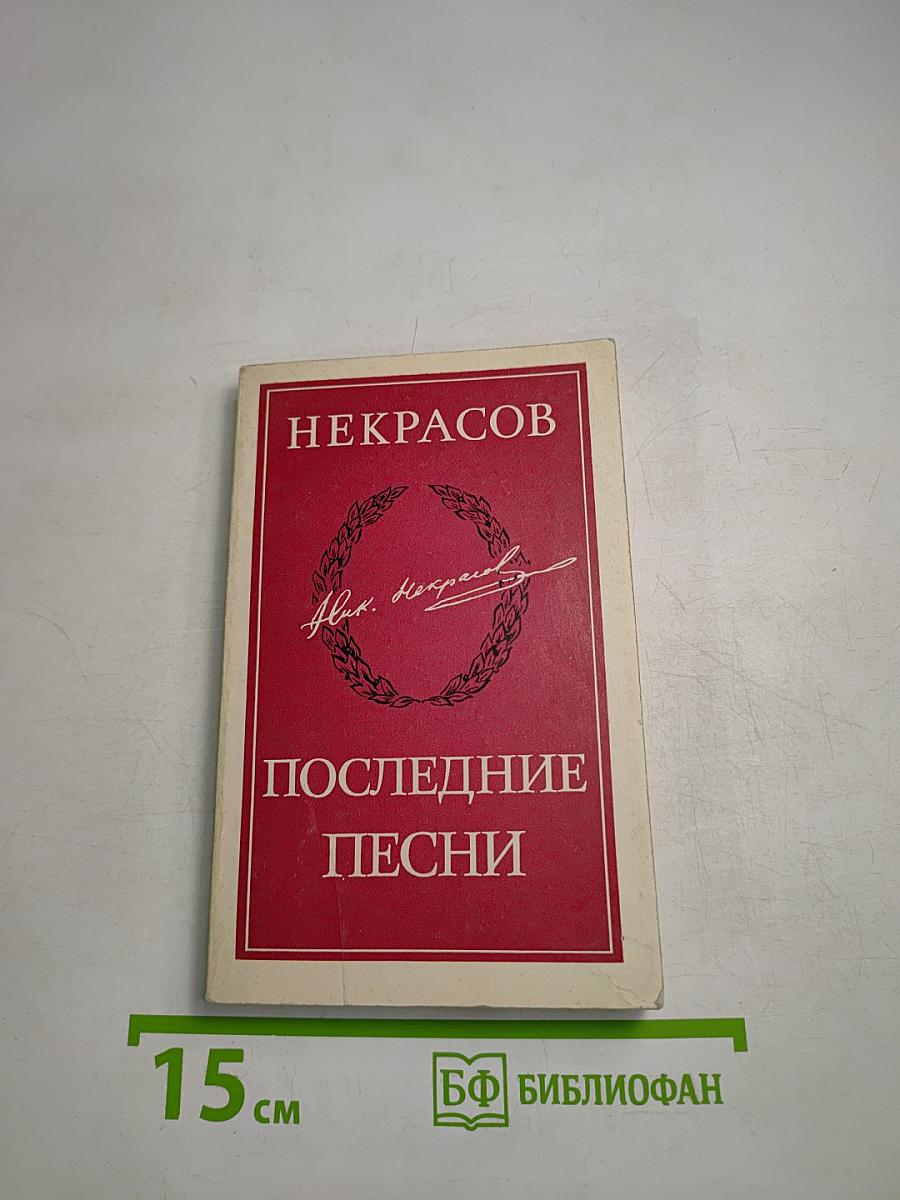 НЕКРАСОВ
Ник. Некрасов
ПОСЛЕДНИЕ
ПЕСНИ
15 см
БФ БИБЛИОФАН